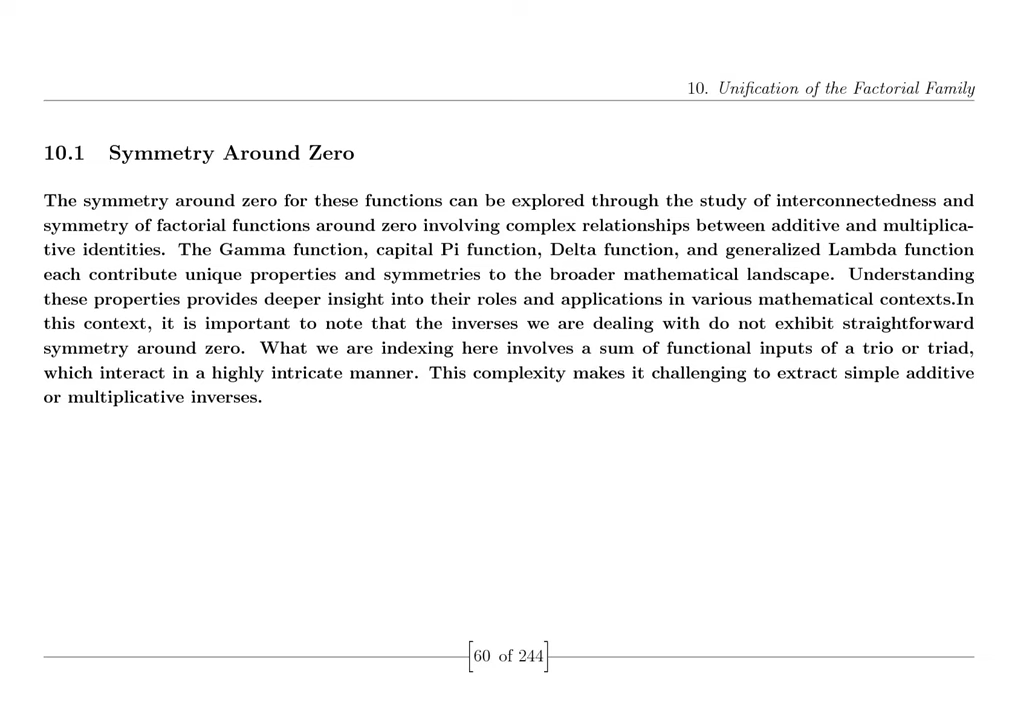 10. Unification of the Factorial Family
10.1 Symmetry Around Zero
The symmetry around zero for these functions can be explored through the study of interconnectedness and
symmetry of factorial functions around zero involving complex relationships between additive and multiplica-
tive identities. The Gamma function, capital Pi function, Delta function, and generalized Lambda function
each contribute unique properties and symmetries to the broader mathematical landscape. Understanding
these properties provides deeper insight into their roles and applications in various mathematical contexts.In
this context, it is important to note that the inverses we are dealing with do not exhibit straightforward
symmetry around zero. What we are indexing here involves a sum of functional inputs of a trio or triad,
which interact in a highly intricate manner. This complexity makes it challenging to extract simple additive
or multiplicative inverses.
60 of 244